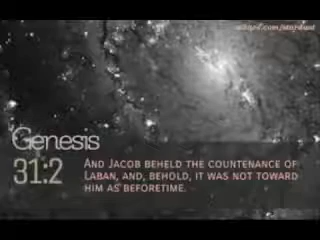 Genesis
31:2
And Jacob beheld the countenance of
Laban, and, behold, it was not toward
him as beforetime.